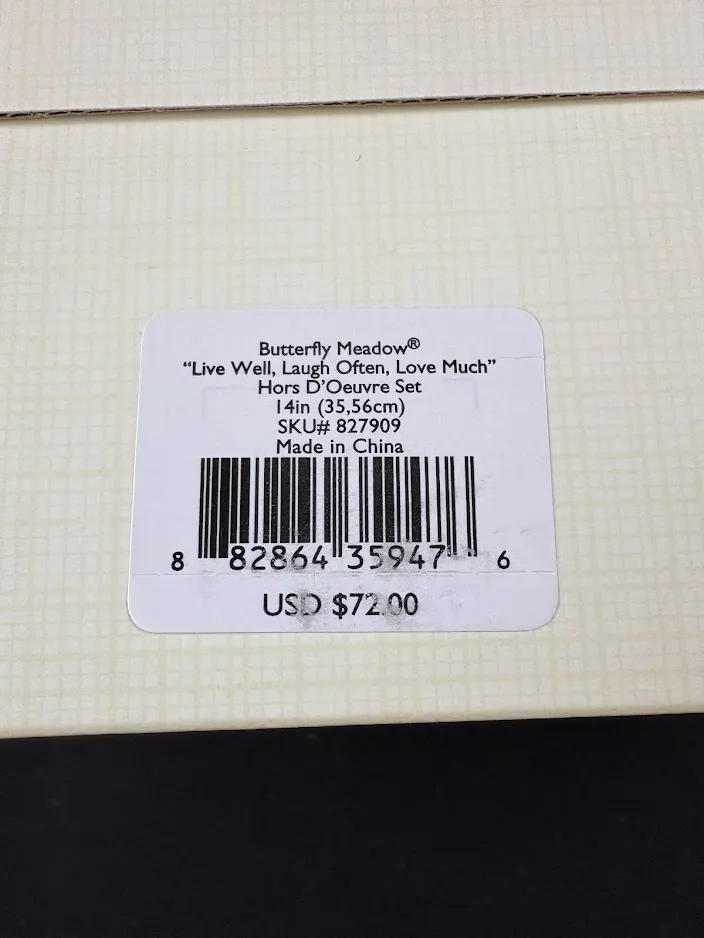 Butterfly Meadow®
“Live Well, Laugh Often, Love Much”
Hors D’Oeuvre Set
14in (35,56cm)
SKU# 827909
Made in China
8 82864 35947 6
USD $72.00